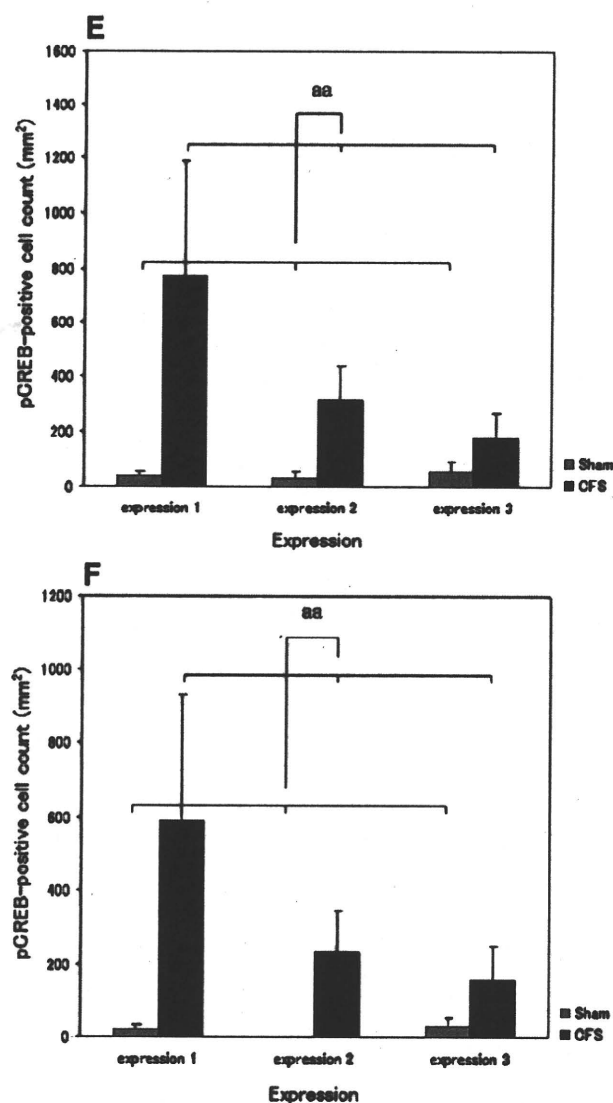 E
pCREB-positive cell count (mm²)
1600
1400
1200
1000
800
600
400
200
0
aa
expression 1 expression 2 expression 3
Expression
Sham
CFS
F
pCREB-positive cell count (mm²)
1200
1000
800
600
400
200
0
aa
expression 1 expression 2 expression 3
Expression
Sham
CFS